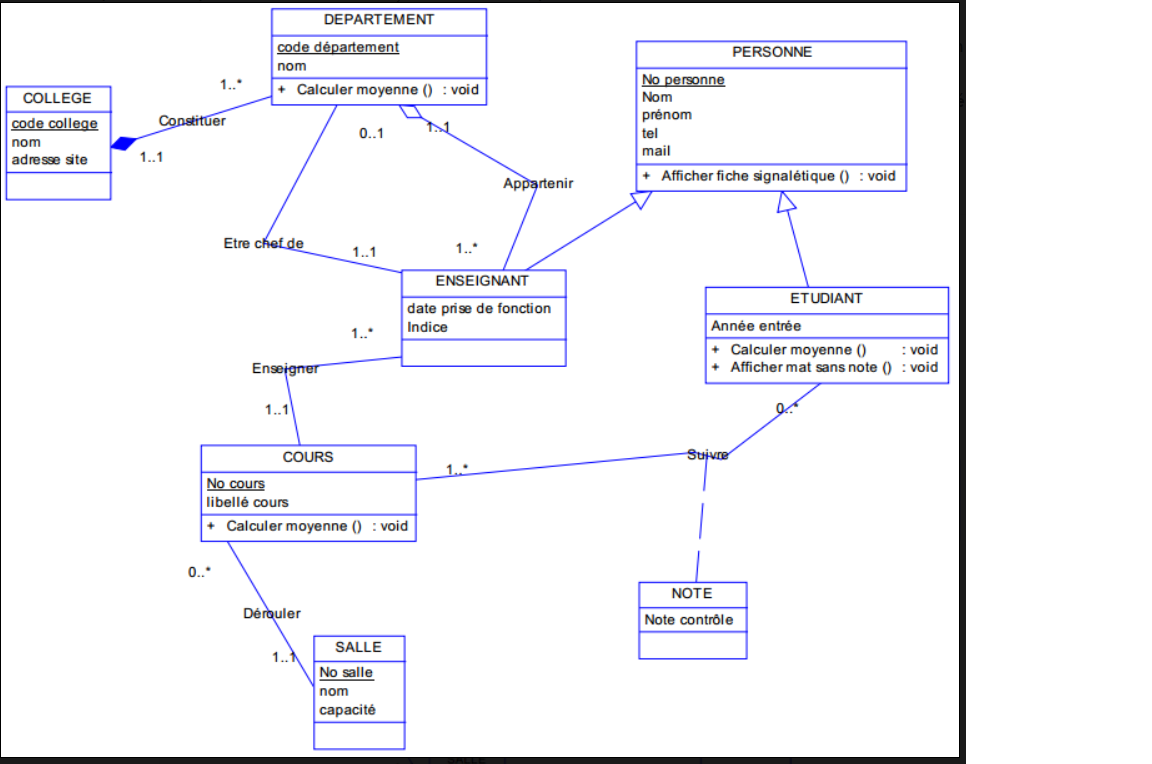 DEPARTEMENT
code département
nom
+ Calculer moyenne () : void
PERSONNE
No personne
Nom
prénom
tel
mail
+ Afficher fiche signalétique () : void
COLLEGE
code college
nom
adresse site
1..*
Constituer
1..1
0..1
1..1
Appartenir
Etre chef de
1..1
1..*
ENSEIGNANT
date prise de fonction
Indice
ETUDIANT
Année entrée
+ Calculer moyenne () : void
+ Afficher mat sans note () : void
1..*
Enseigner
1..1
0..*
Suivre
1..*
COURS
No cours
libellé cours
+ Calculer moyenne () : void
0..*
Dérouler
1..1
NOTE
Note contrôle
SALLE
No salle
nom
capacité
SALLE